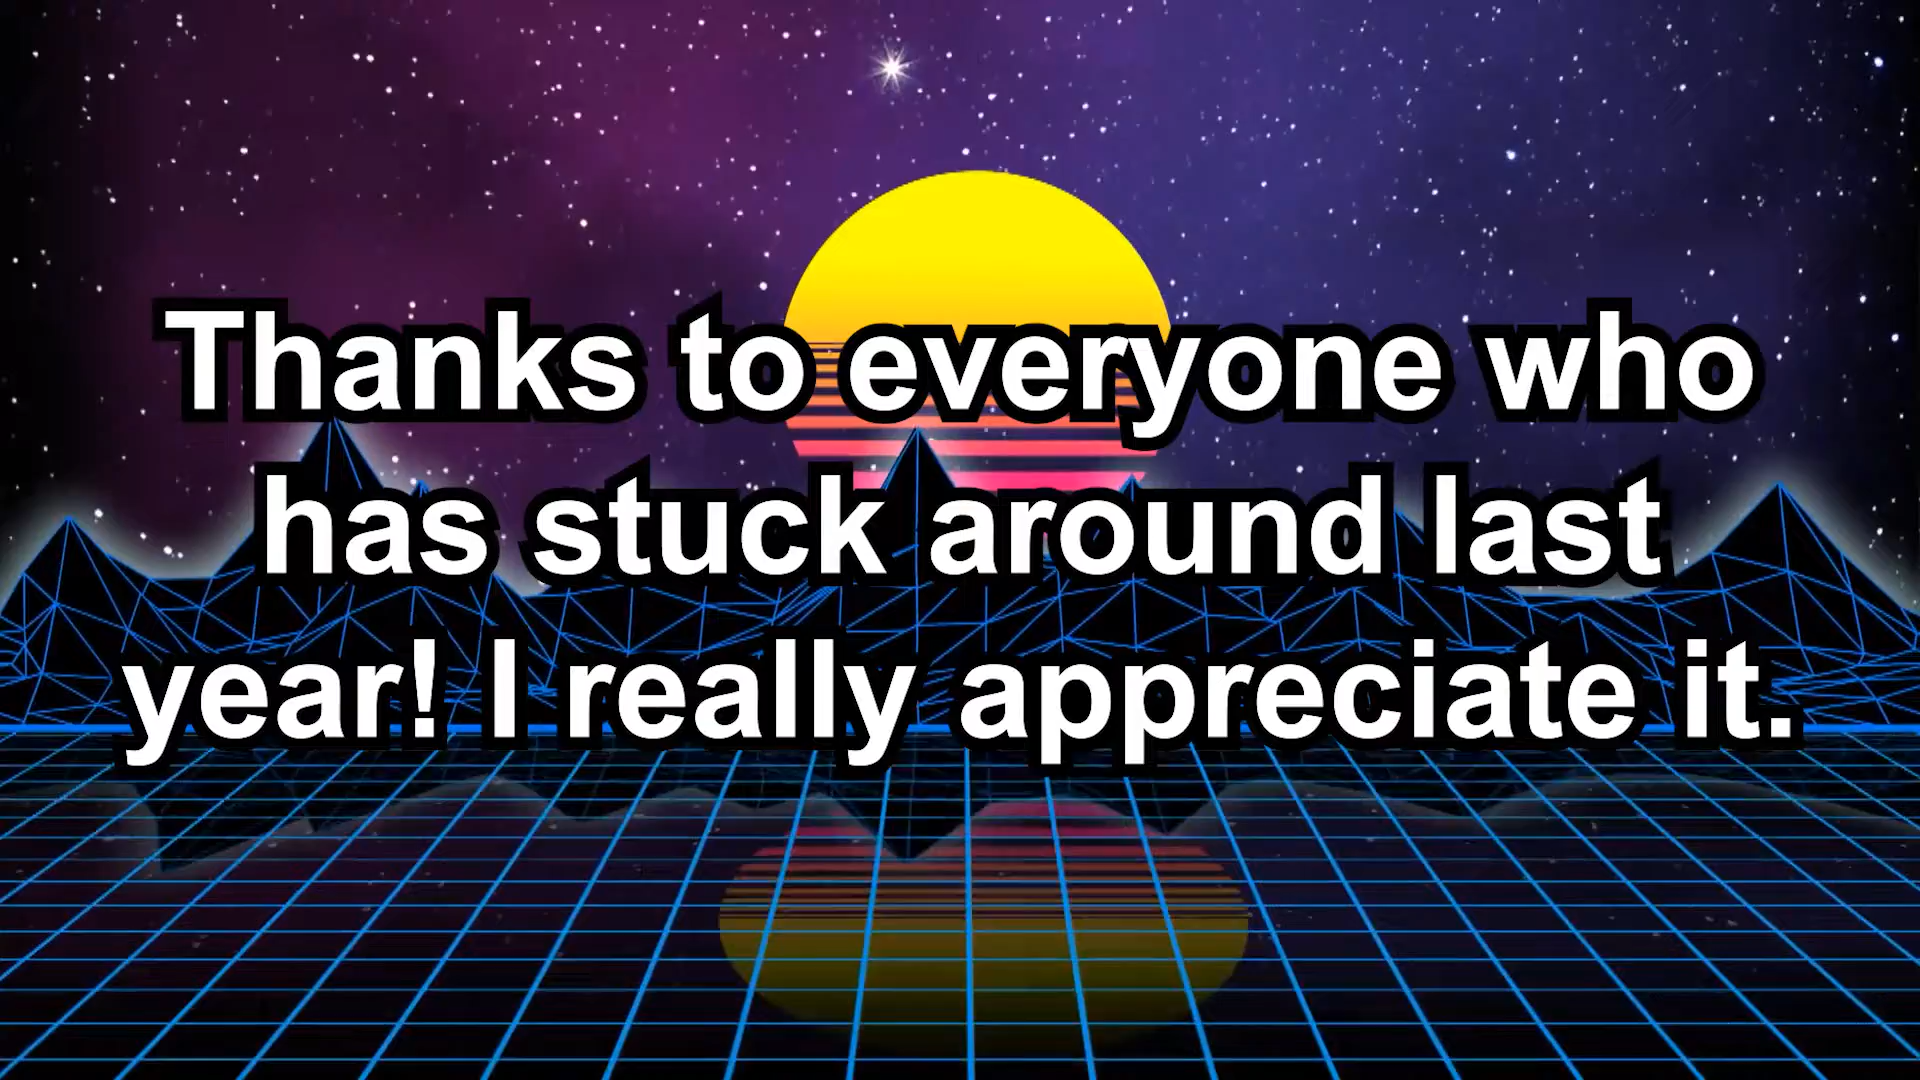 Thanks to everyone who
has stuck around last
year! I really appreciate it.